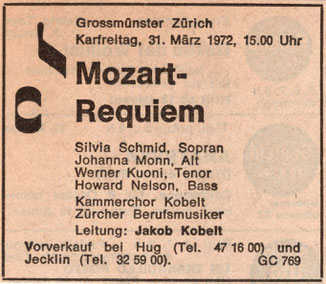 Grossmünster Zürich
Karfreitag, 31. März 1972, 15.00 Uhr
Mozart-
Requiem
Silvia Schmid, Sopran
Johanna Monn, Alt
Werner Kuoni, Tenor
Howard Nelson, Bass
Kammerchor Kobelt
Zürcher Berufsmusiker
Leitung: Jakob Kobelt
Vorverkauf bei Hug (Tel. 47 16 00) und
Jecklin (Tel. 32 59 00). GC 769